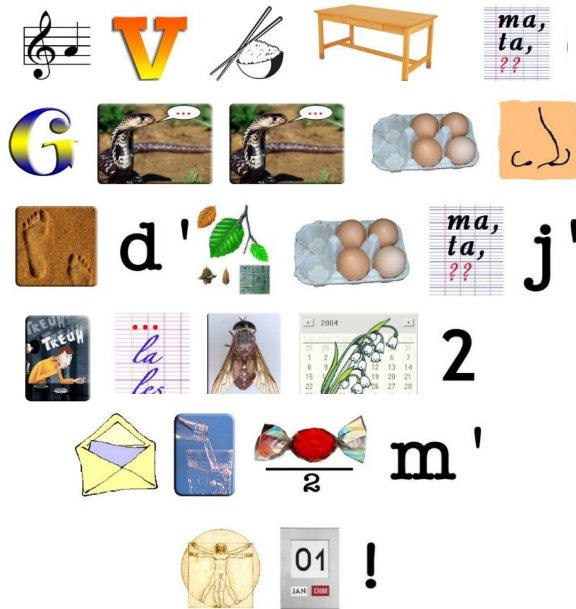 V
ma,
ta,
??
G
...
...
d'
ma,
ta,
??
j'
TREUH
TREUH
...
la
les
2004
2
2
m'
01
JAN DIM
!